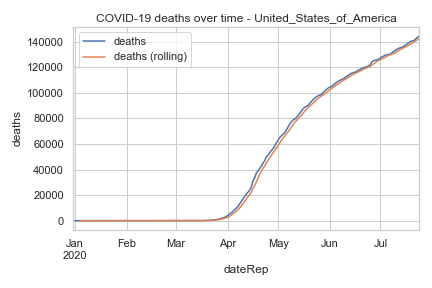 COVID-19 deaths over time - United_States_of_America
deaths
deaths (rolling)
140000
120000
100000
80000
60000
40000
20000
0
deaths
Jan Feb Mar Apr May Jun Jul
2020
dateRep